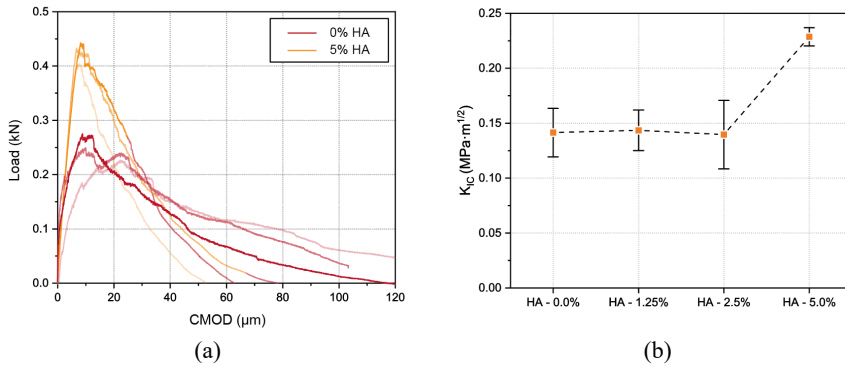 (a)
0.5
0.4
0.3
0.2
0.1
0.0
Load (kN)
0% HA
5% HA
0
20
40
60
80
100
120
CMOD (μm)
(a)
(b)
0.25
0.20
0.15
0.10
0.05
0.00
K_IC (MPa·m^1/2)
HA - 0.0%
HA - 1.25%
HA - 2.5%
HA - 5.0%
(b)